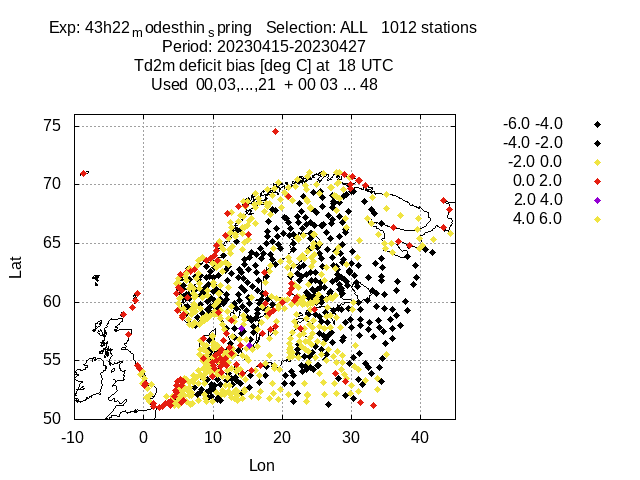 Exp: 43h22modesthinspring Selection: ALL 1012 stations
Period: 20230415-20230427
Td2m deficit bias [deg C] at 18 UTC
Used 00,03,...,21 + 00 03 ... 48
-6.0 -4.0
-4.0 -2.0
-2.0 0.0
0.0 2.0
2.0 4.0
4.0 6.0
75
70
65
60
55
50
Lat
-10 0 10 20 30 40
Lon